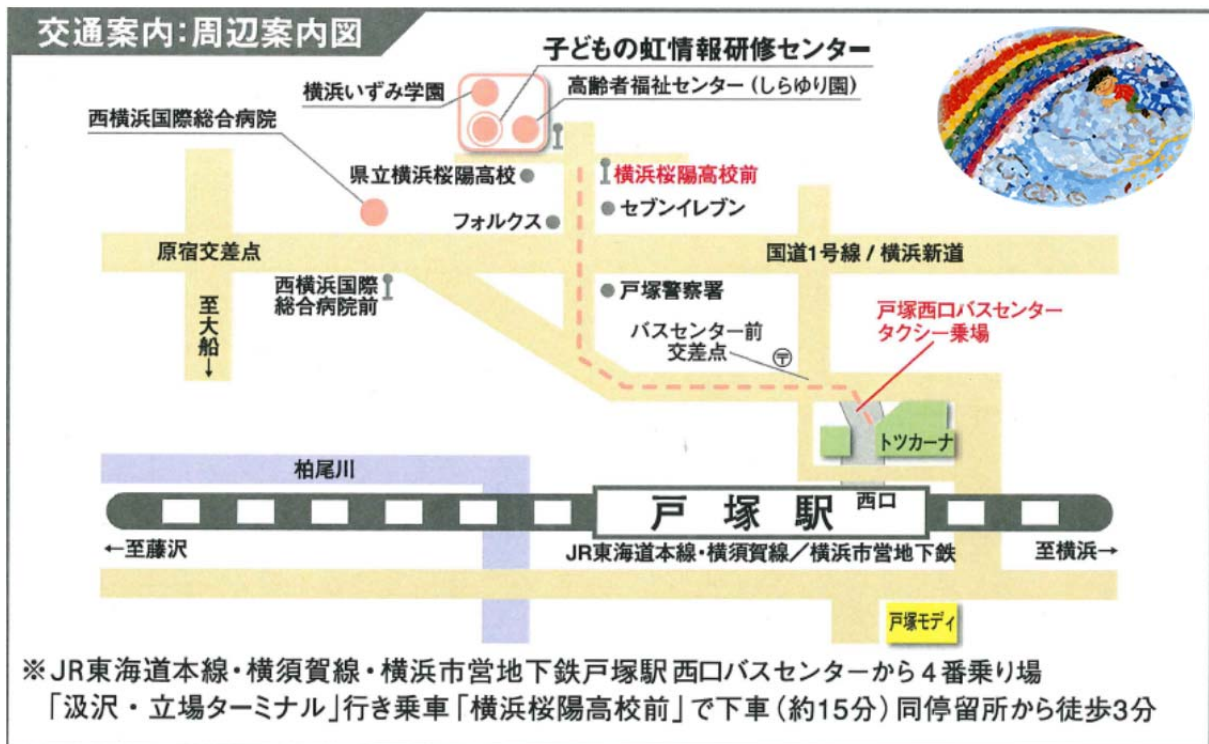 交通案内:周辺案内図
子どもの虹情報研修センター
横浜いずみ学園
高齢者福祉センター(しらゆり園)
西横浜国際総合病院
県立横浜桜陽高校
横浜桜陽高校前
フォルクス
セブンイレブン
原宿交差点
国道1号線/横浜新道
西横浜国際
総合病院前
戸塚警察署
至大船
↓
バスセンター前
交差点
〒
戸塚西口バスセンター
タクシー乗場
トツカーナ
柏尾川
戸塚駅
西口
←至藤沢
JR東海道本線・横須賀線/横浜市営地下鉄
至横浜→
戸塚モディ
※JR東海道本線・横須賀線・横浜市営地下鉄戸塚駅西口バスセンターから4番乗り場
「汲沢・立場ターミナル」行き乗車「横浜桜陽高校前」で下車(約15分)同停留所から徒歩3分